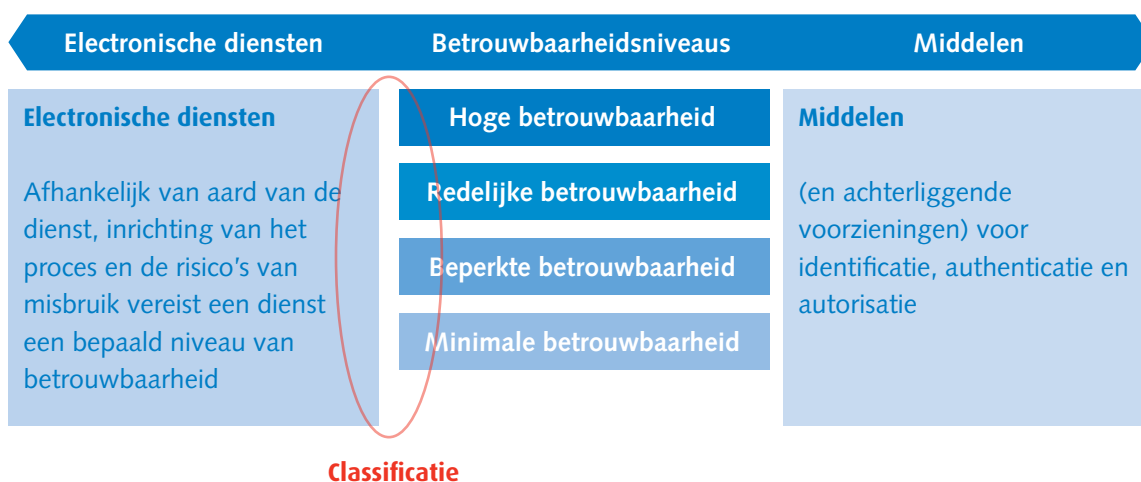 Electronische diensten
Betrouwbaarheidsniveaus
Middelen
Electronische diensten
Afhankelijk van aard van de
dienst, inrichting van het
proces en de risico's van
misbruik vereist een dienst
een bepaald niveau van
betrouwbaarheid
Hoge betrouwbaarheid
Redelijke betrouwbaarheid
Beperkte betrouwbaarheid
Minimale betrouwbaarheid
Middelen
(en achterliggende
voorzieningen) voor
identificatie, authenticatie en
autorisatie
Classificatie